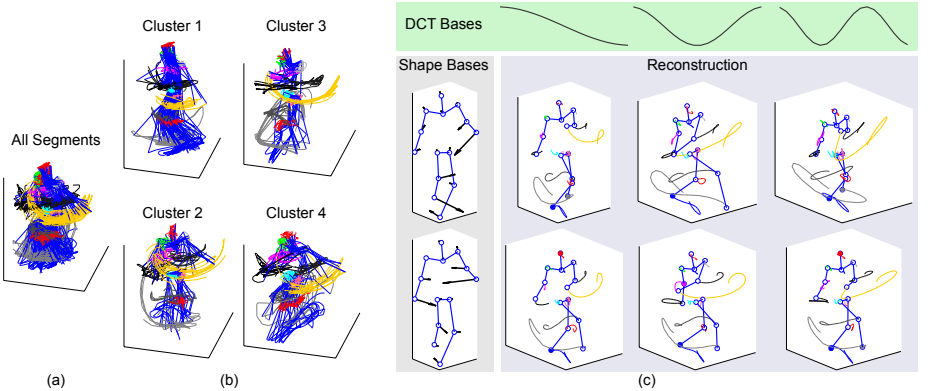 Cluster 1
Cluster 3
All Segments
Cluster 2
Cluster 4
(a)
(b)
DCT Bases
Shape Bases
Reconstruction
(c)